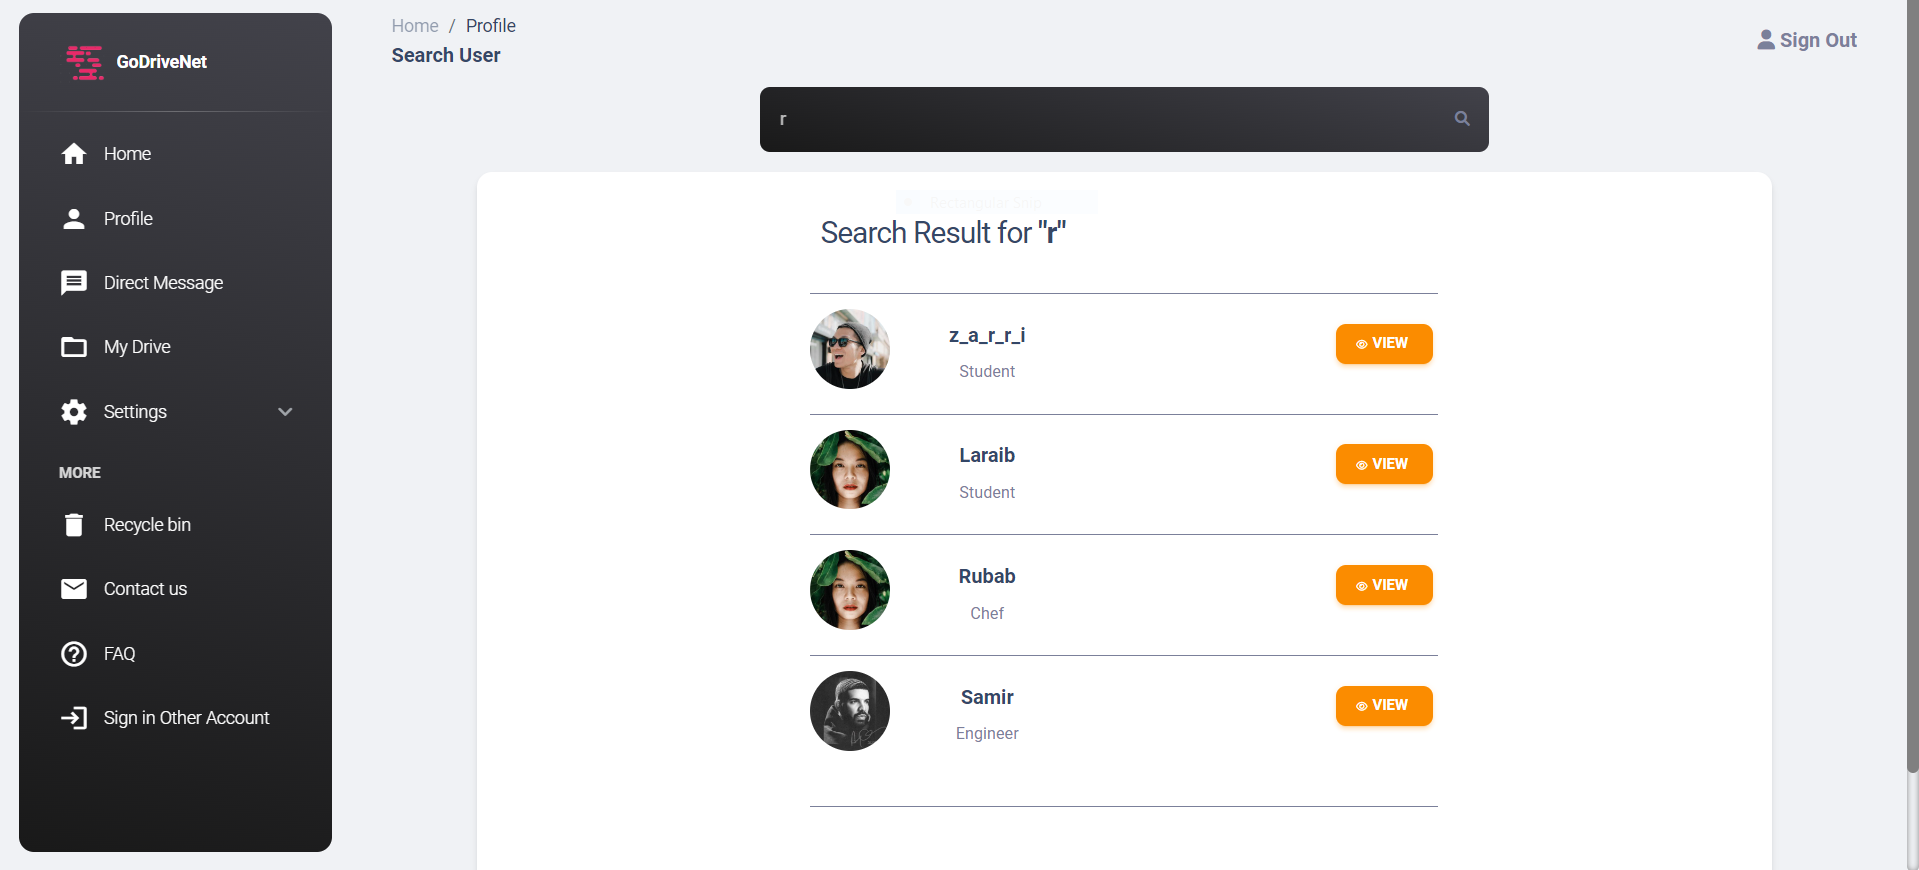 GoDriveNet
Home
Profile
Direct Message
My Drive
Settings
MORE
Recycle bin
Contact us
FAQ
Sign in Other Account
Home / Profile
Search User
Sign Out
r
Rectangular Snip
Search Result for "r"
z_a_r_r_i
Student
VIEW
Laraib
Student
VIEW
Rubab
Chef
VIEW
Samir
Engineer
VIEW